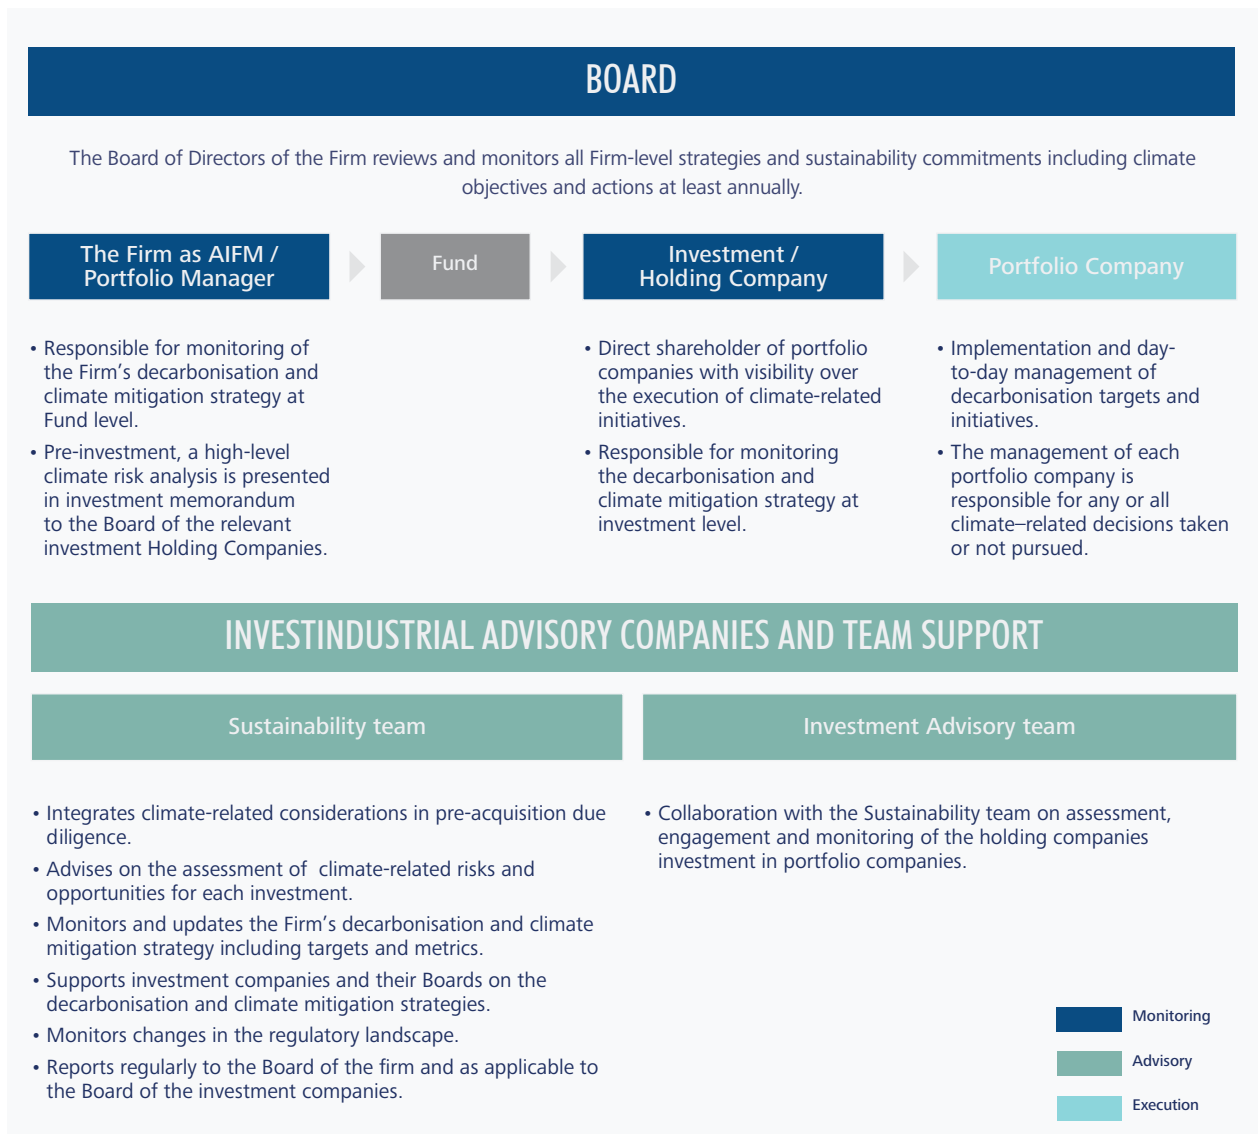 BOARD
The Board of Directors of the Firm reviews and monitors all Firm-level strategies and sustainability commitments including climate
objectives and actions at least annually.
The Firm as AIFM /
Portfolio Manager
Fund
Investment /
Holding Company
Portfolio Company
• Responsible for monitoring of
the Firm’s decarbonisation and
climate mitigation strategy at
Fund level.
• Pre-investment, a high-level
climate risk analysis is presented
in investment memorandum
to the Board of the relevant
investment Holding Companies.
• Direct shareholder of portfolio
companies with visibility over
the execution of climate-related
initiatives.
• Responsible for monitoring
the decarbonisation and
climate mitigation strategy at
investment level.
• Implementation and day-
to-day management of
decarbonisation targets and
initiatives.
• The management of each
portfolio company is
responsible for any or all
climate–related decisions taken
or not pursued.
INVESTINDUSTRIAL ADVISORY COMPANIES AND TEAM SUPPORT
Sustainability team
Investment Advisory team
• Integrates climate-related considerations in pre-acquisition due
diligence.
• Advises on the assessment of  climate-related risks and
opportunities for each investment.
• Monitors and updates the Firm’s decarbonisation and climate
mitigation strategy including targets and metrics.
• Supports investment companies and their Boards on the
decarbonisation and climate mitigation strategies.
• Monitors changes in the regulatory landscape.
• Reports regularly to the Board of the firm and as applicable to
the Board of the investment companies.
• Collaboration with the Sustainability team on assessment,
engagement and monitoring of the holding companies
investment in portfolio companies.
Monitoring
Advisory
Execution